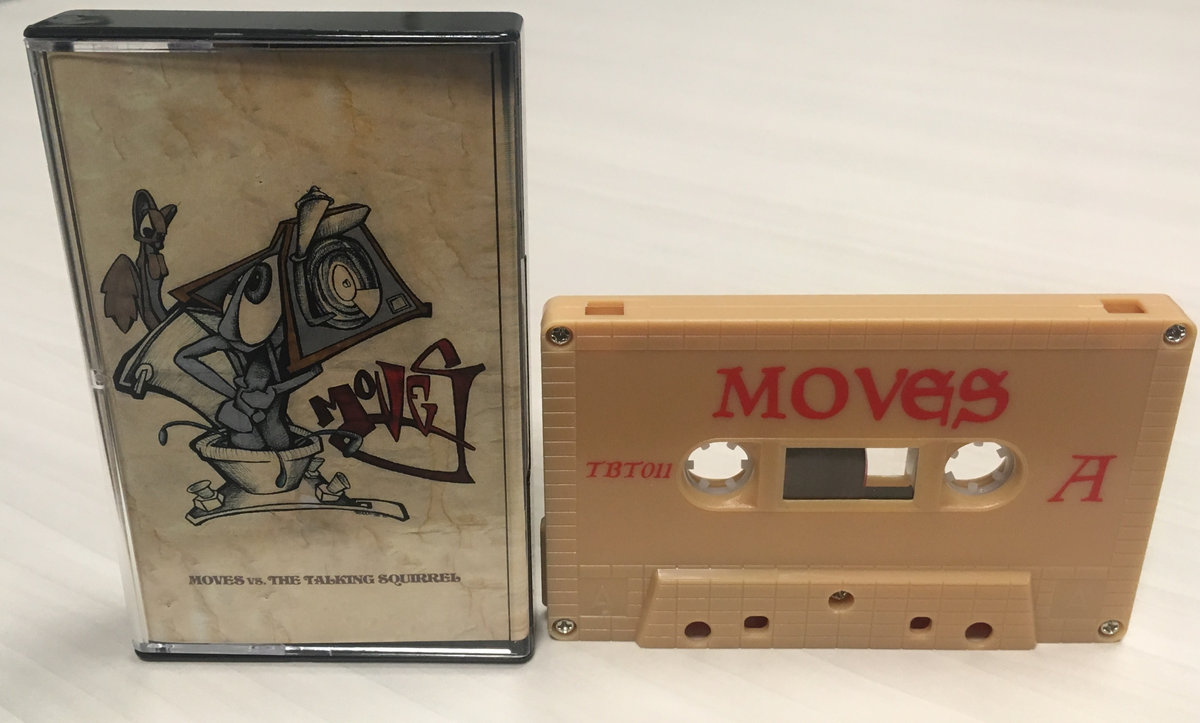 MOVES
MOVES vs. THE TALKING SQUIRREL
MOVES
TBT011
A